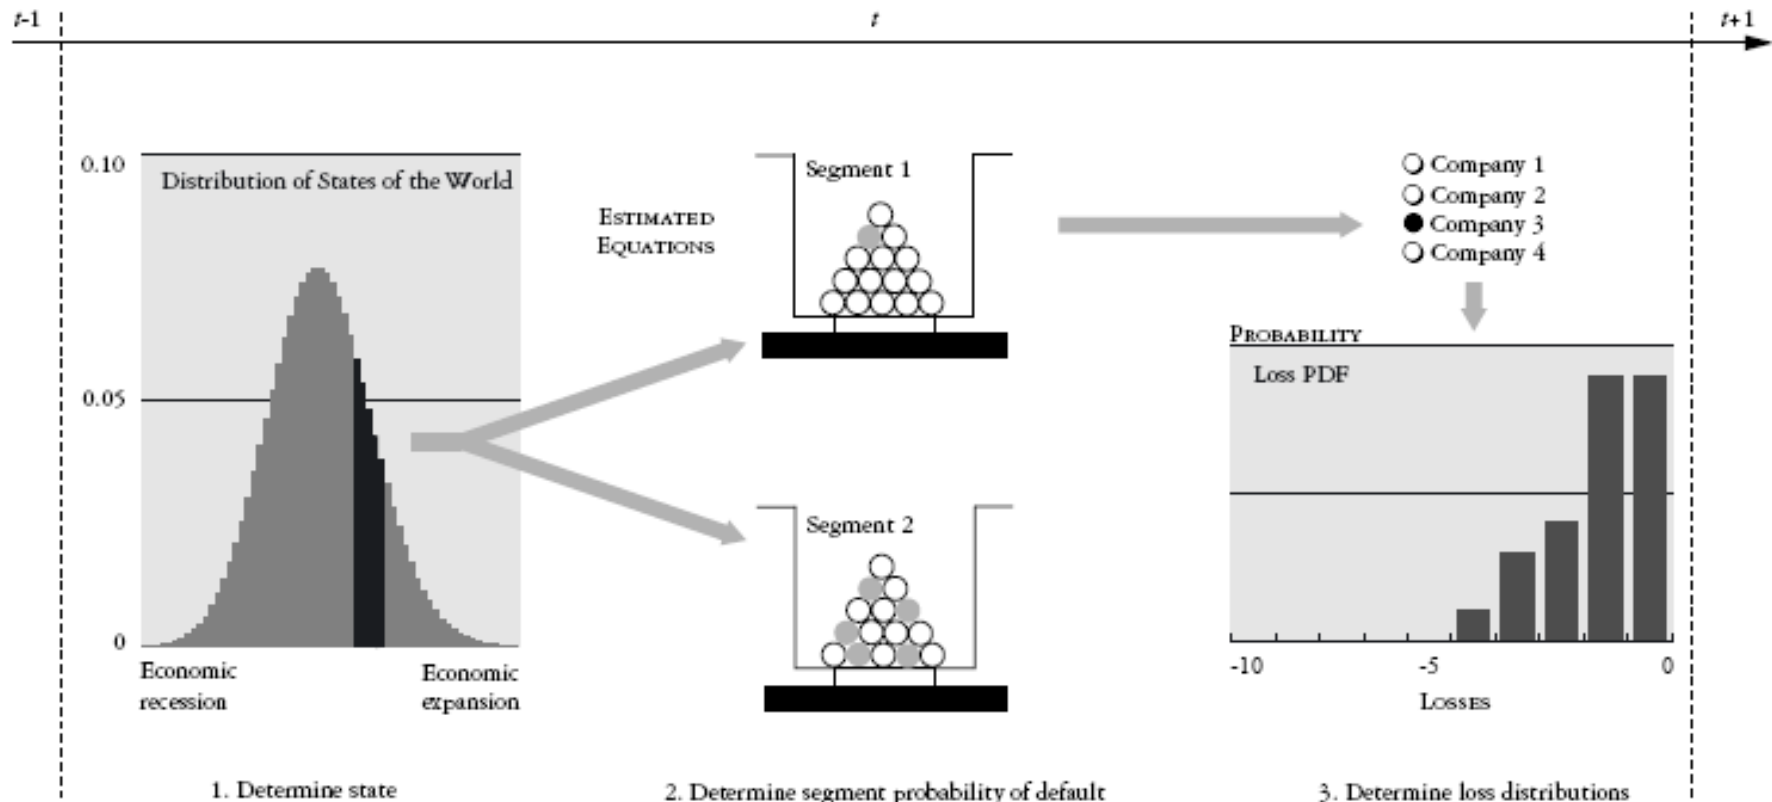 t-1
t
t+1
0.10
Distribution of States of the World
0.05
0
Economic
recession
Economic
expansion
ESTIMATED
EQUATIONS
Segment 1
Segment 2
Company 1
Company 2
Company 3
Company 4
PROBABILITY
Loss PDF
-10
-5
0
LOSSES
1. Determine state
2. Determine segment probability of default
3. Determine loss distributions